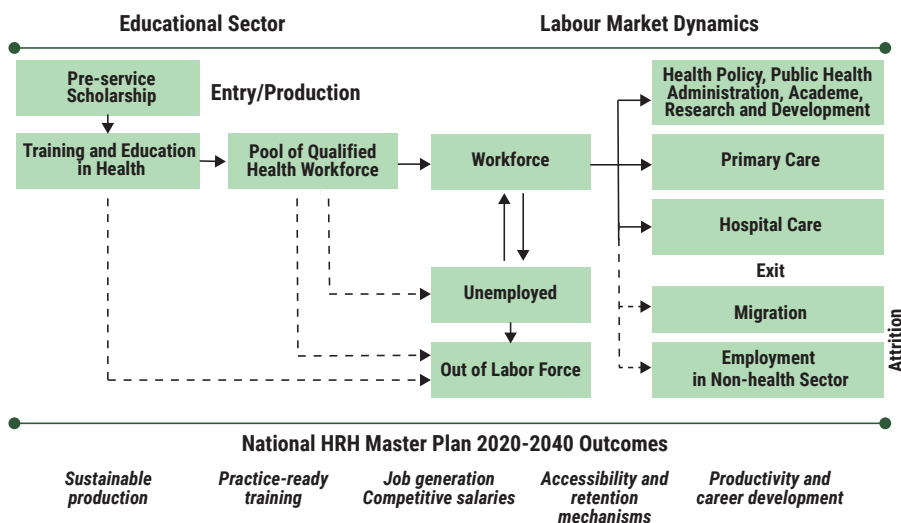 Educational Sector
Labour Market Dynamics
Pre-service
Scholarship
Entry/Production
Training and Education
in Health
Pool of Qualified
Health Workforce
Workforce
Unemployed
Out of Labor Force
Health Policy, Public Health
Administration, Academe,
Research and Development
Primary Care
Hospital Care
Exit
Migration
Employment
in Non-health Sector
Attrition
National HRH Master Plan 2020-2040 Outcomes
Sustainable
production
Practice-ready
training
Job generation
Competitive salaries
Accessibility and
retention
mechanisms
Productivity and
career development